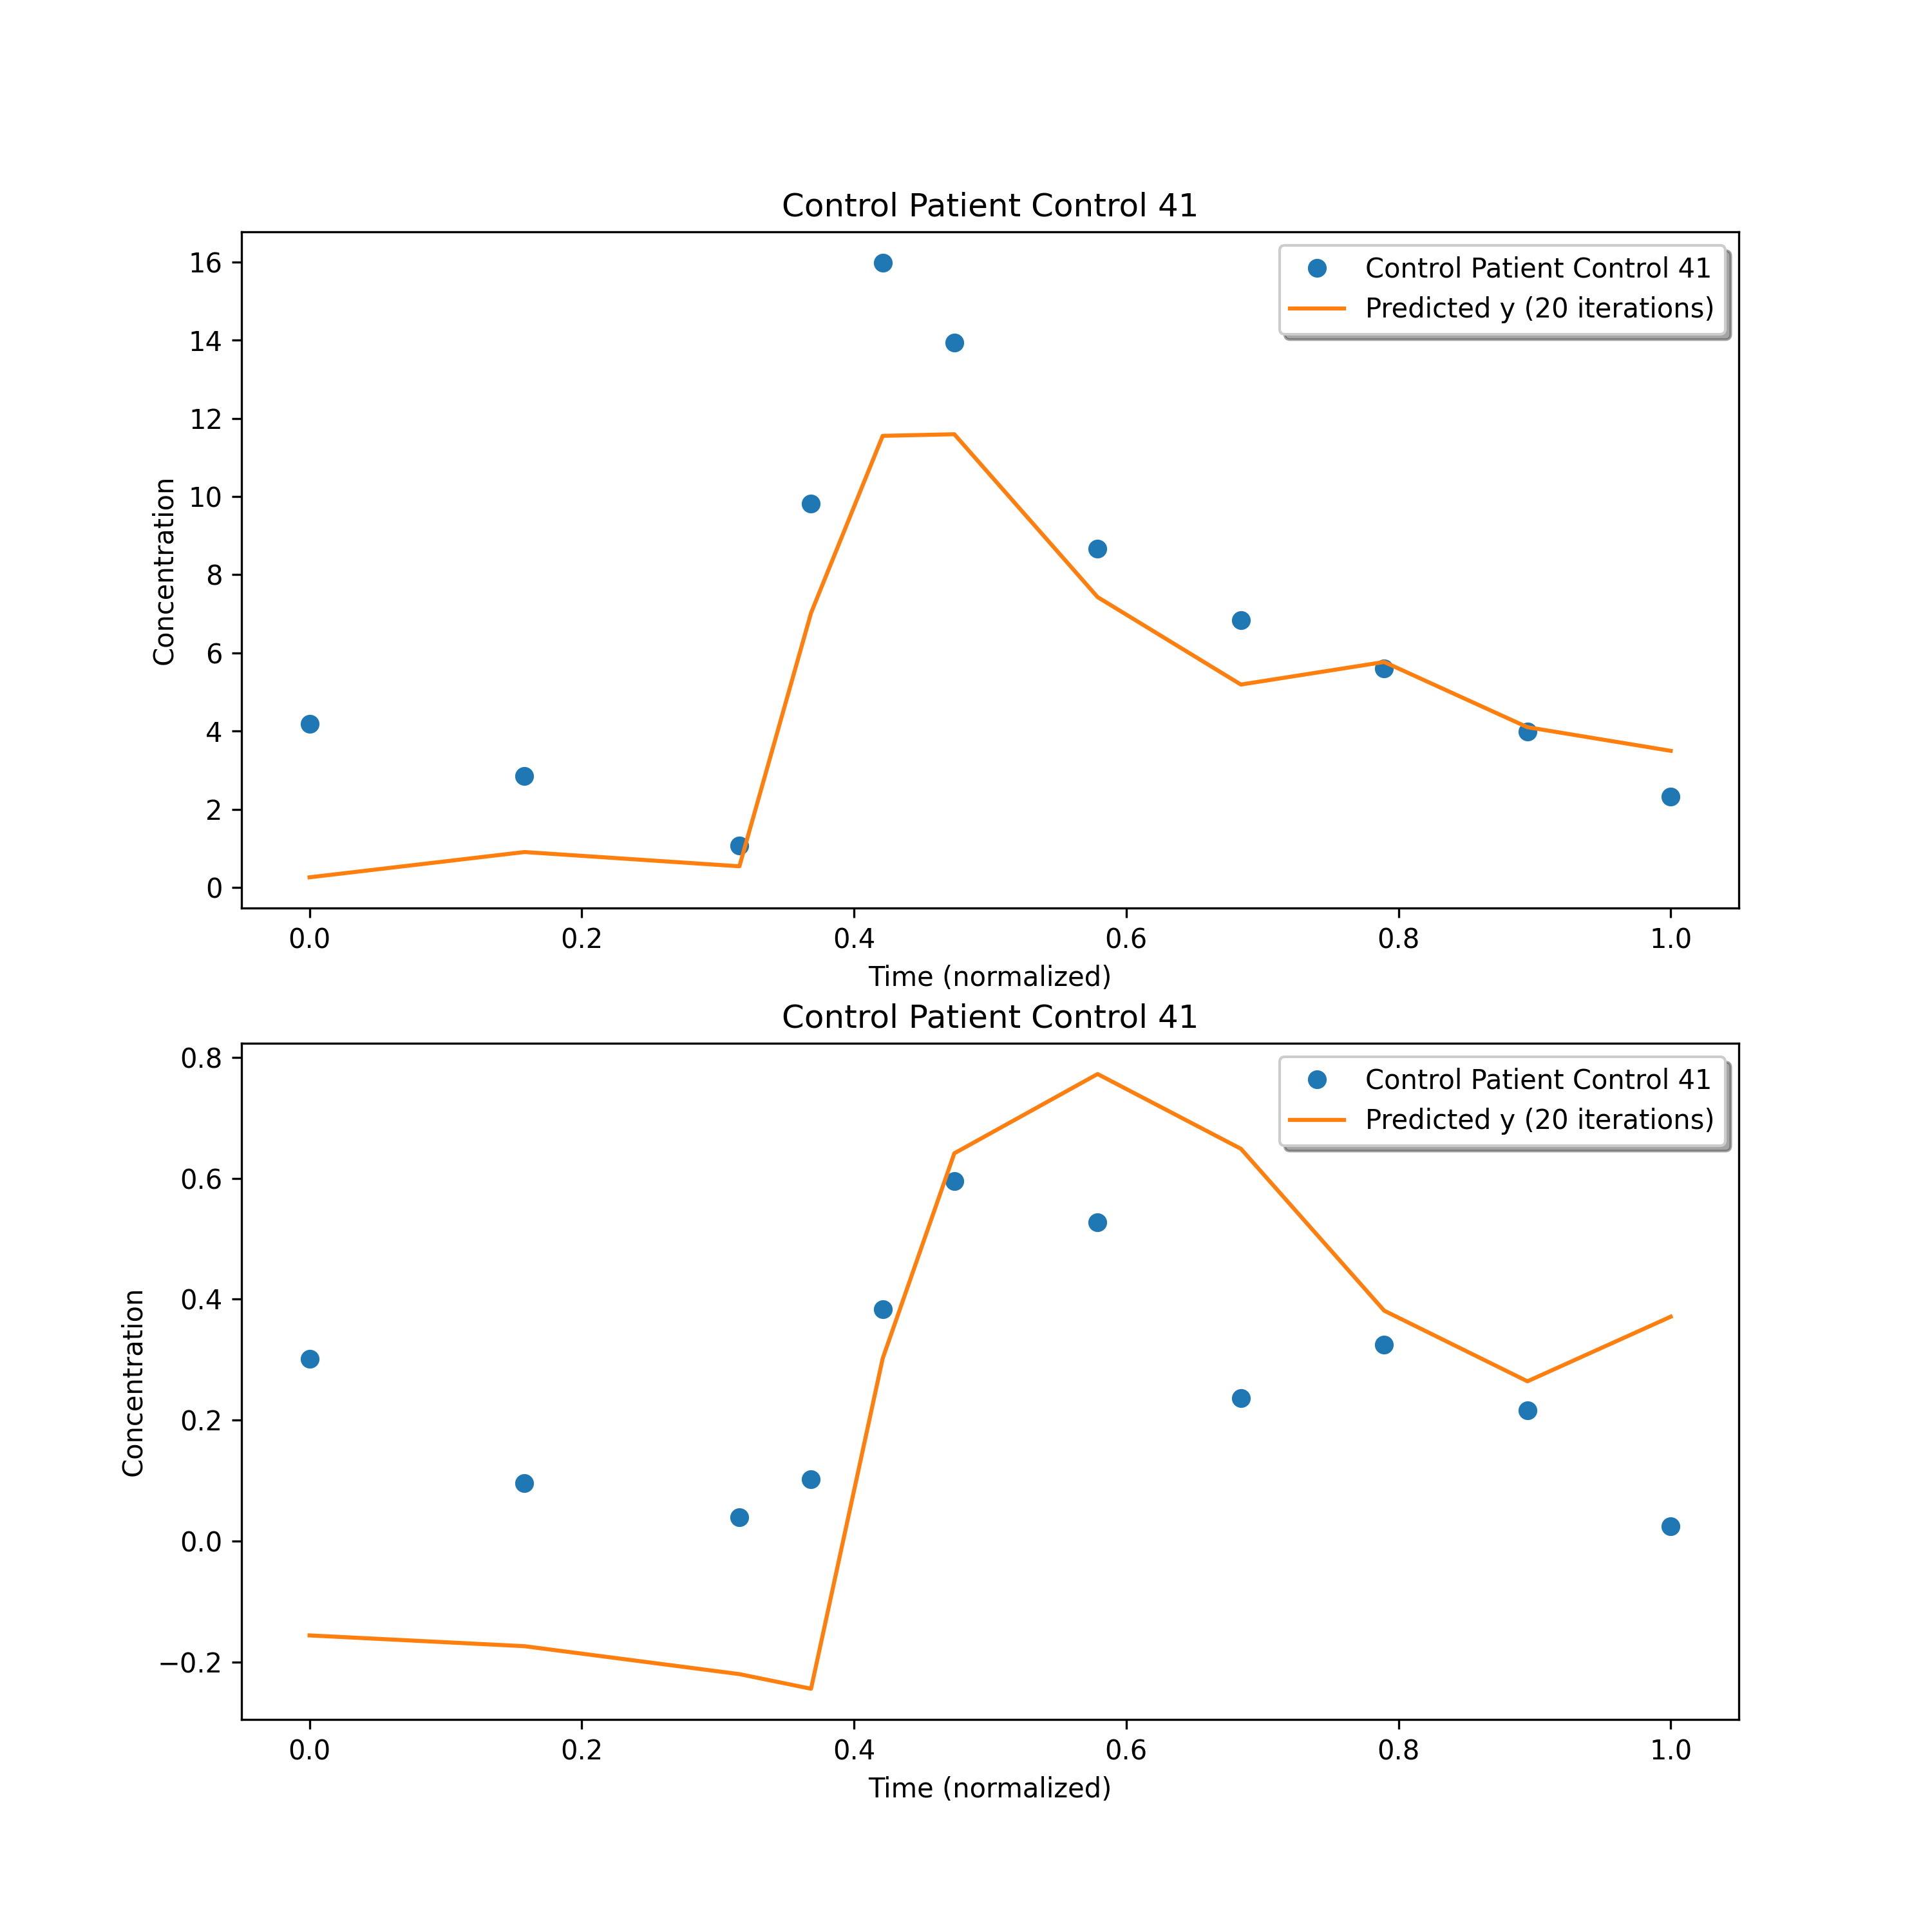 Control Patient Control 41
Control Patient Control 41
Predicted y (20 iterations)
16
14
12
10
8
6
4
2
0
Concentration
0.0 0.2 0.4 0.6 0.8 1.0
Time (normalized)
Control Patient Control 41
Control Patient Control 41
Predicted y (20 iterations)
0.8
0.6
0.4
0.2
0.0
−0.2
Concentration
0.0 0.2 0.4 0.6 0.8 1.0
Time (normalized)